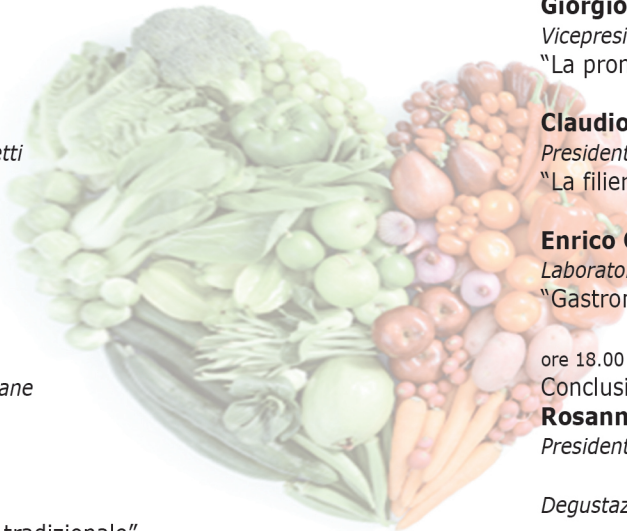 etti
ane
tradizionale”
Giorgio
Vicepresi
“La pron
Claudio
President
“La filier
Enrico
Laborato
“Gastron
ore 18.00
Conclusi
Rosann
President
Degustaz